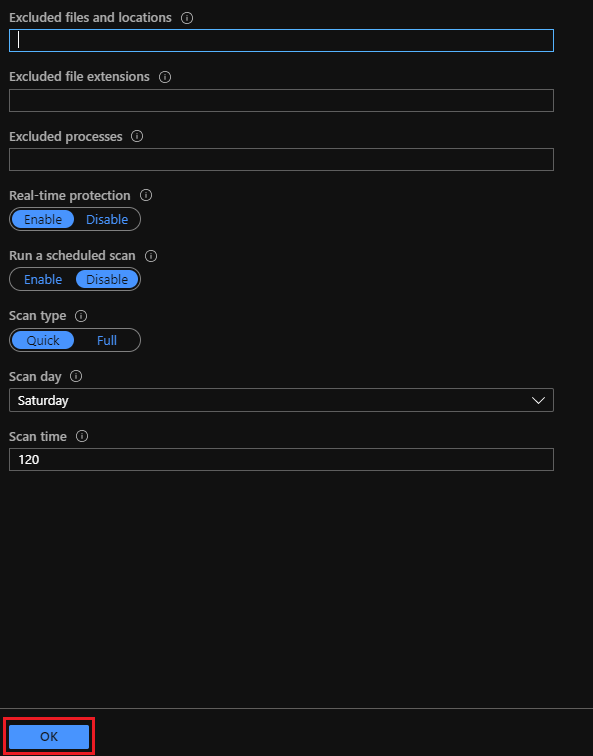 Excluded files and locations
Excluded file extensions
Excluded processes
Real-time protection
Enable Disable
Run a scheduled scan
Enable Disable
Scan type
Quick Full
Scan day
Saturday
Scan time
120
OK